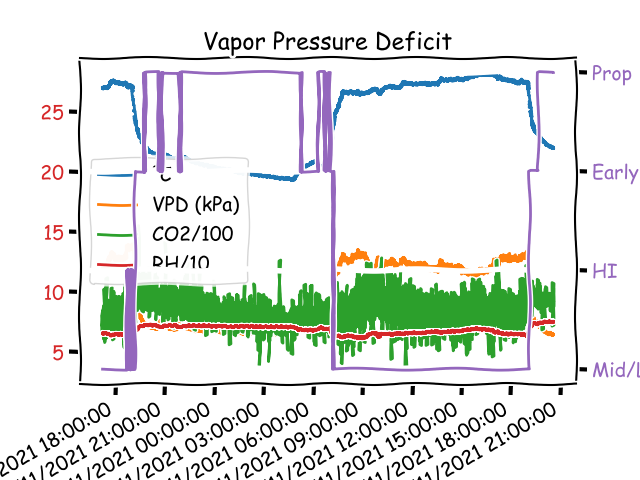 Vapor Pressure Deficit
25
20
15
10
5
Prop
Early
HI
Mid/L
°C
VPD (kPa)
CO2/100
RH/10
2021 18:00:00
11/2021 21:00:00
11/2021 00:00:00
11/2021 03:00:00
11/2021 06:00:00
11/2021 09:00:00
11/2021 12:00:00
11/2021 15:00:00
11/2021 18:00:00
11/2021 21:00:00